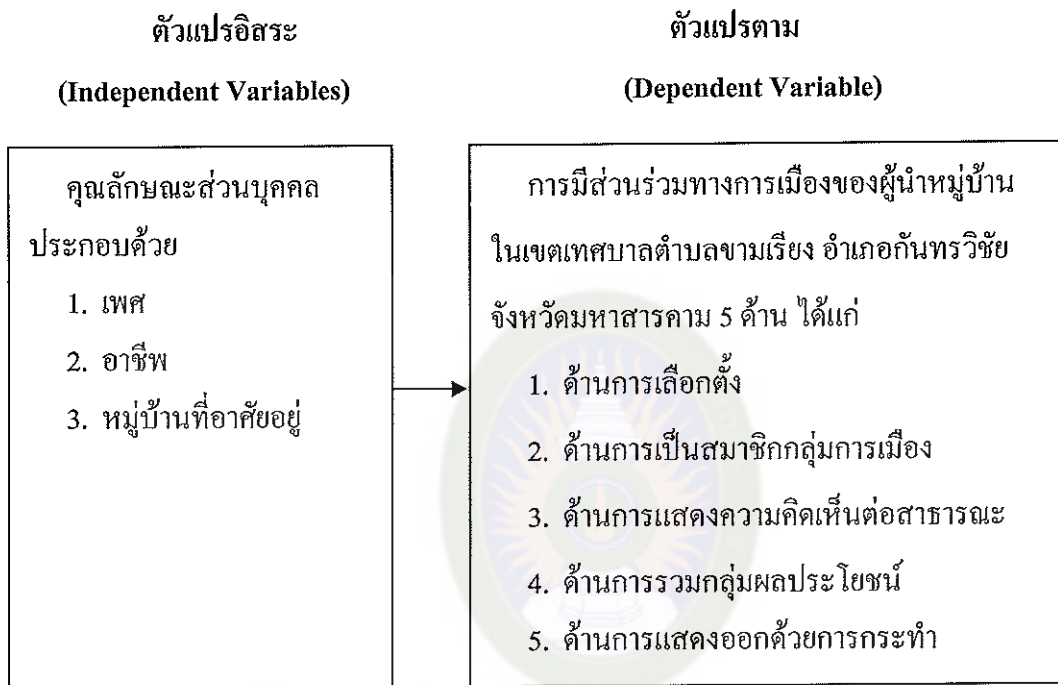 ตัวแปรอิสระ
(Independent Variables)
คุณลักษณะส่วนบุคคล
ประกอบด้วย
1. เพศ
2. อาชีพ
3. หมู่บ้านที่อาศัยอยู่
ตัวแปรตาม
(Dependent Variable)
การมีส่วนร่วมทางการเมืองของผู้นำหมู่บ้าน
ในเขตเทศบาลตำบลขามเรียง อำเภอกันทรวิชัย
จังหวัดมหาสารคาม 5 ด้าน ได้แก่
1. ด้านการเลือกตั้ง
2. ด้านการเป็นสมาชิกกลุ่มการเมือง
3. ด้านการแสดงความคิดเห็นต่อสาธารณะ
4. ด้านการรวมกลุ่มผลประโยชน์
5. ด้านการแสดงออกด้วยการกระทำ